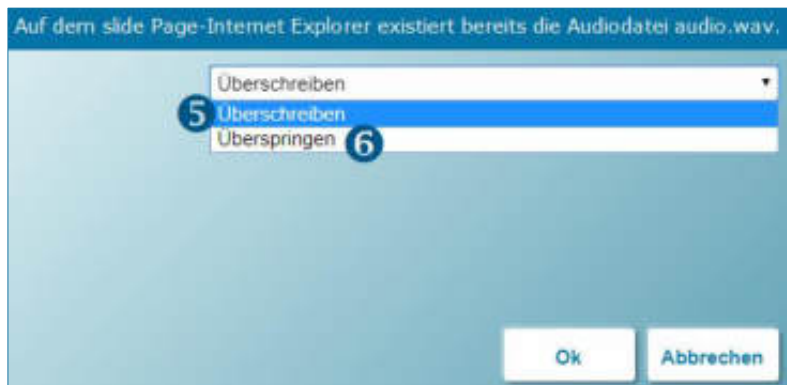 Auf dem slide Page-Internet Explorer existiert bereits die Audiodatei audio.wav.
Überschreiben
5 Überschreiben
Überspringen 6
Ok Abbrechen